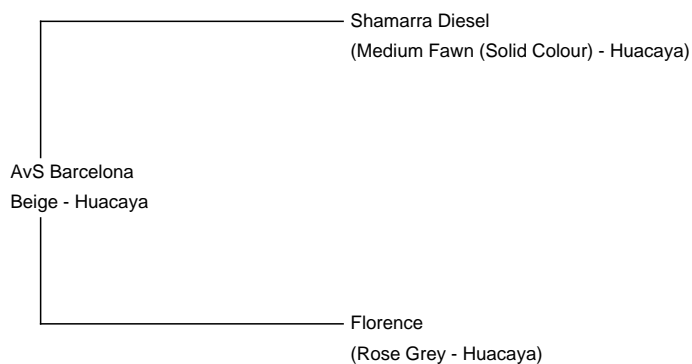 Shamarra Diesel
(Medium Fawn (Solid Colour) - Huacaya)
AvS Barcelona
Beige - Huacaya
Florence
(Rose Grey - Huacaya)